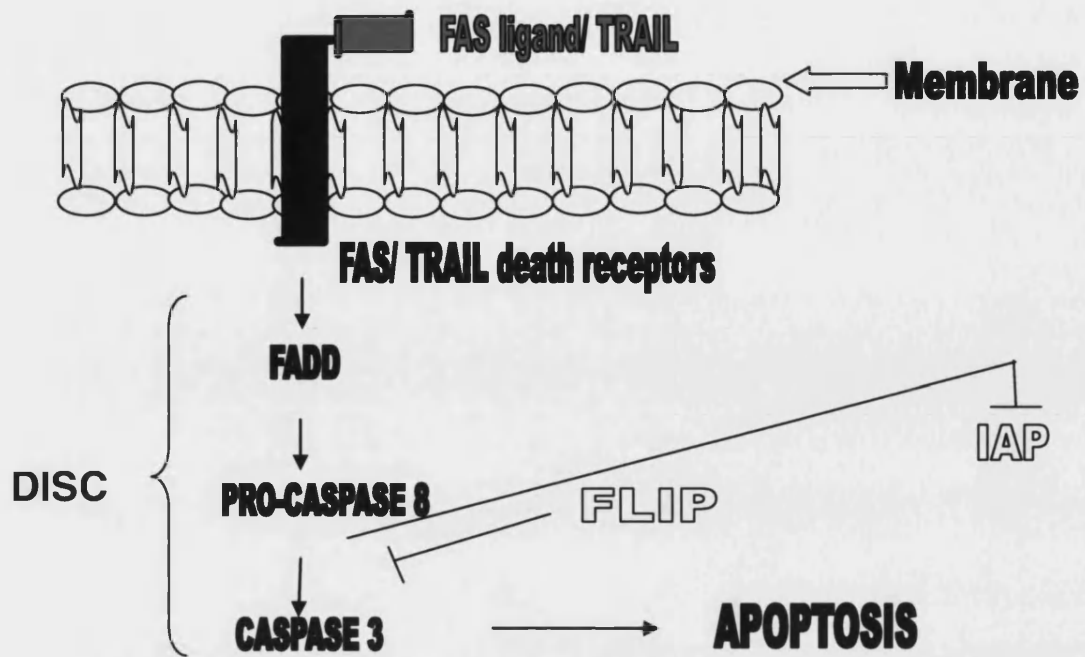 FAS ligand/ TRAIL
Membrane
FAS/ TRAIL death receptors
FADD
IAP
DISC
PRO-CASPASE 8
FLIP
CASPASE 3
APOPTOSIS